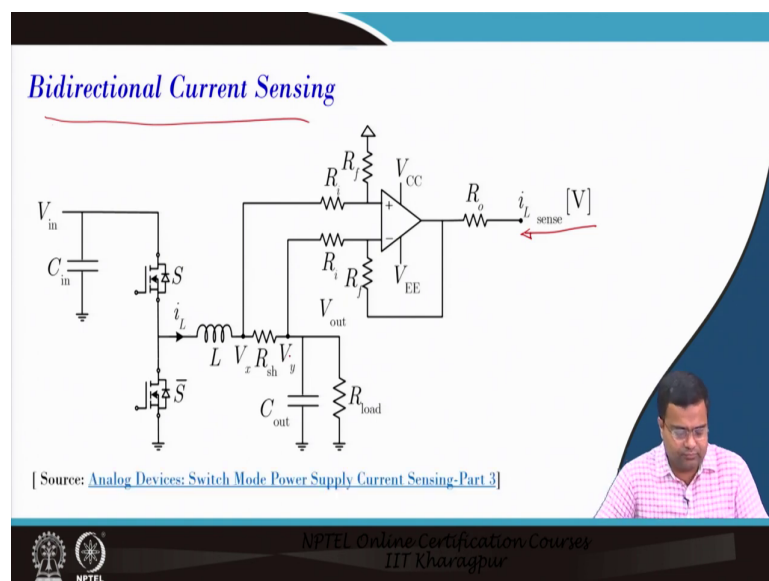 Bidirectional Current Sensing
V_in
C_in
S
i_L
L
V_x
R_sh
V_y
S̅
C_out
R_load
V_out
R_i
R_f
V_CC
R_i
R_f
V_EE
R_o
i_L sense [V]
[ Source: Analog Devices: Switch Mode Power Supply Current Sensing-Part 3]
NPTEL
NPTEL Online Certification Courses
IIT Kharagpur